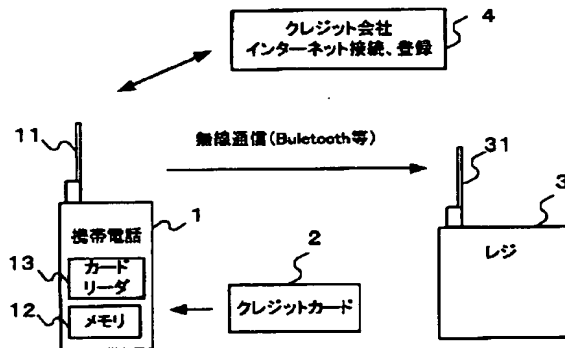 クレジット会社
インターネット接続、登録
4
11
無線通信(Buletooth等)
31
携帯電話
1
3
13
カード
リーダ
2
レジ
12
メモリ
クレジットカード